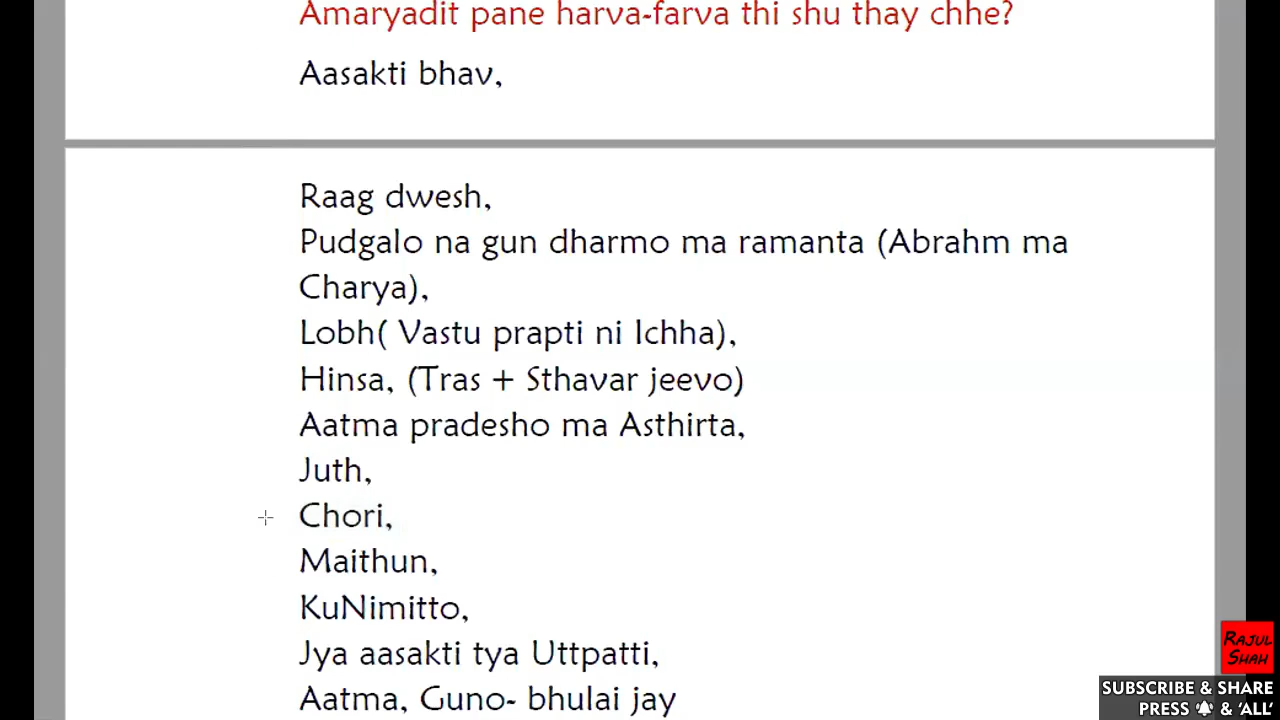 Amaryadit pane harva-farva thi shu thay chhe?
Aasakti bhav,
Raag dwesh,
Pudgalo na gun dharmo ma ramanta (Abrahm ma
Charya),
Lobh( Vastu prapti ni Ichha),
Hinsa, (Tras + Sthavar jeevo)
Aatma pradesho ma Asthirta,
Juth,
Chori,
Maithun,
KuNimitto,
Jya aasakti tya Uttpatti,
Aatma, Guno- bhulai jay
RAJUL
SHAH
SUBSCRIBE & SHARE
PRESS 🔔 & 'ALL'